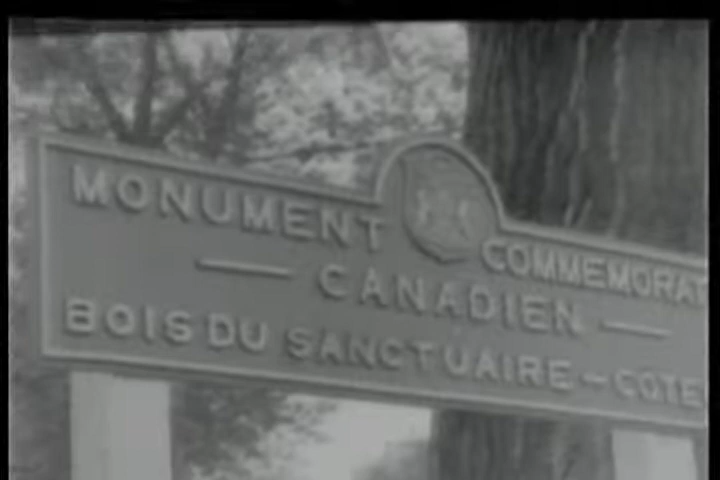 MONUMENT COMMEMORAT
— CANADIEN —
BOIS DU SANCTUAIRE — COTE